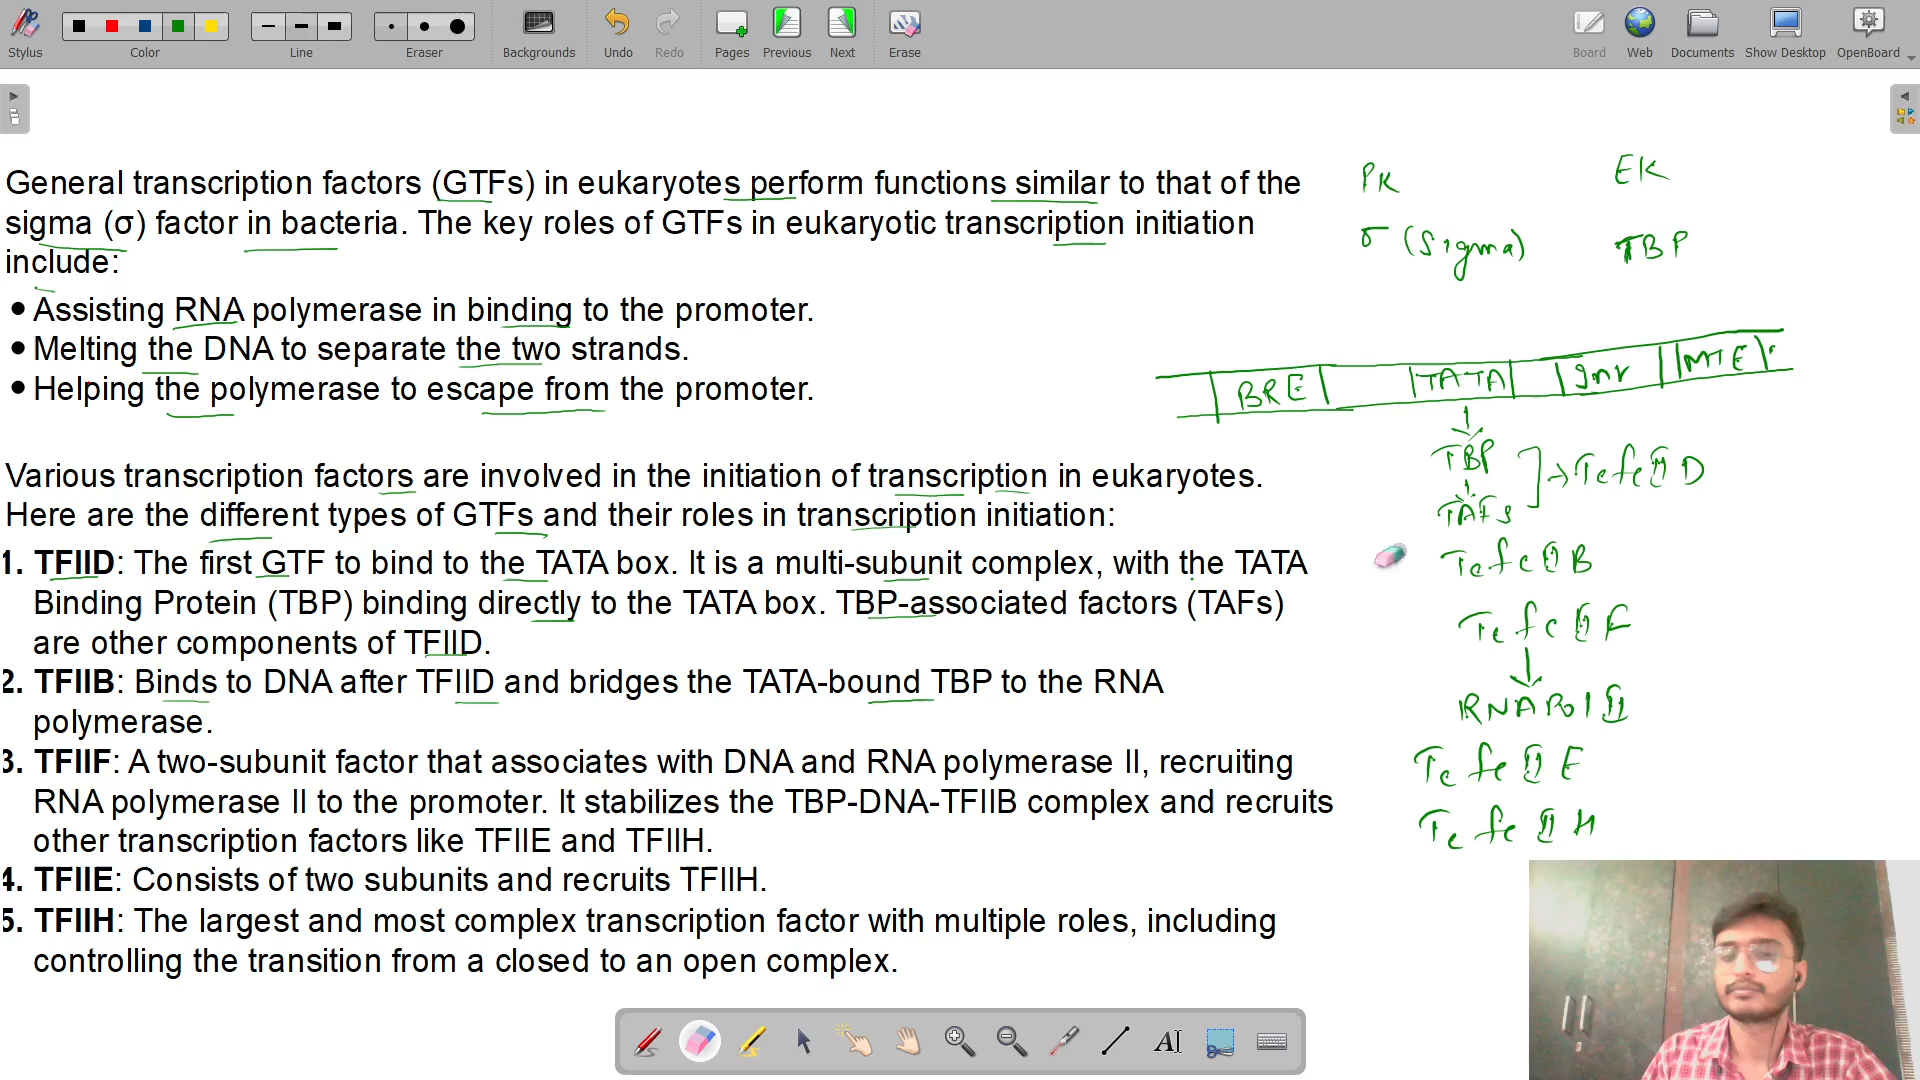 Stylus Color Line Eraser Backgrounds Undo Redo Pages Previous Next Erase Board Web Documents Show Desktop OpenBoard
General transcription factors (GTFs) in eukaryotes perform functions similar to that of the
sigma (σ) factor in bacteria. The key roles of GTFs in eukaryotic transcription initiation
include:
• Assisting RNA polymerase in binding to the promoter.
• Melting the DNA to separate the two strands.
• Helping the polymerase to escape from the promoter.
Various transcription factors are involved in the initiation of transcription in eukaryotes.
Here are the different types of GTFs and their roles in transcription initiation:
1. TFIID: The first GTF to bind to the TATA box. It is a multi-subunit complex, with the TATA
Binding Protein (TBP) binding directly to the TATA box. TBP-associated factors (TAFs)
are other components of TFIID.
2. TFIIB: Binds to DNA after TFIID and bridges the TATA-bound TBP to the RNA
polymerase.
3. TFIIF: A two-subunit factor that associates with DNA and RNA polymerase II, recruiting
RNA polymerase II to the promoter. It stabilizes the TBP-DNA-TFIIB complex and recruits
other transcription factors like TFIIE and TFIIH.
4. TFIIE: Consists of two subunits and recruits TFIIH.
5. TFIIH: The largest and most complex transcription factor with multiple roles, including
controlling the transition from a closed to an open complex.
PK EK
σ (Sigma) TBP
BRE TATA Inr MTE
TBP
TAFs
RNA Pol II